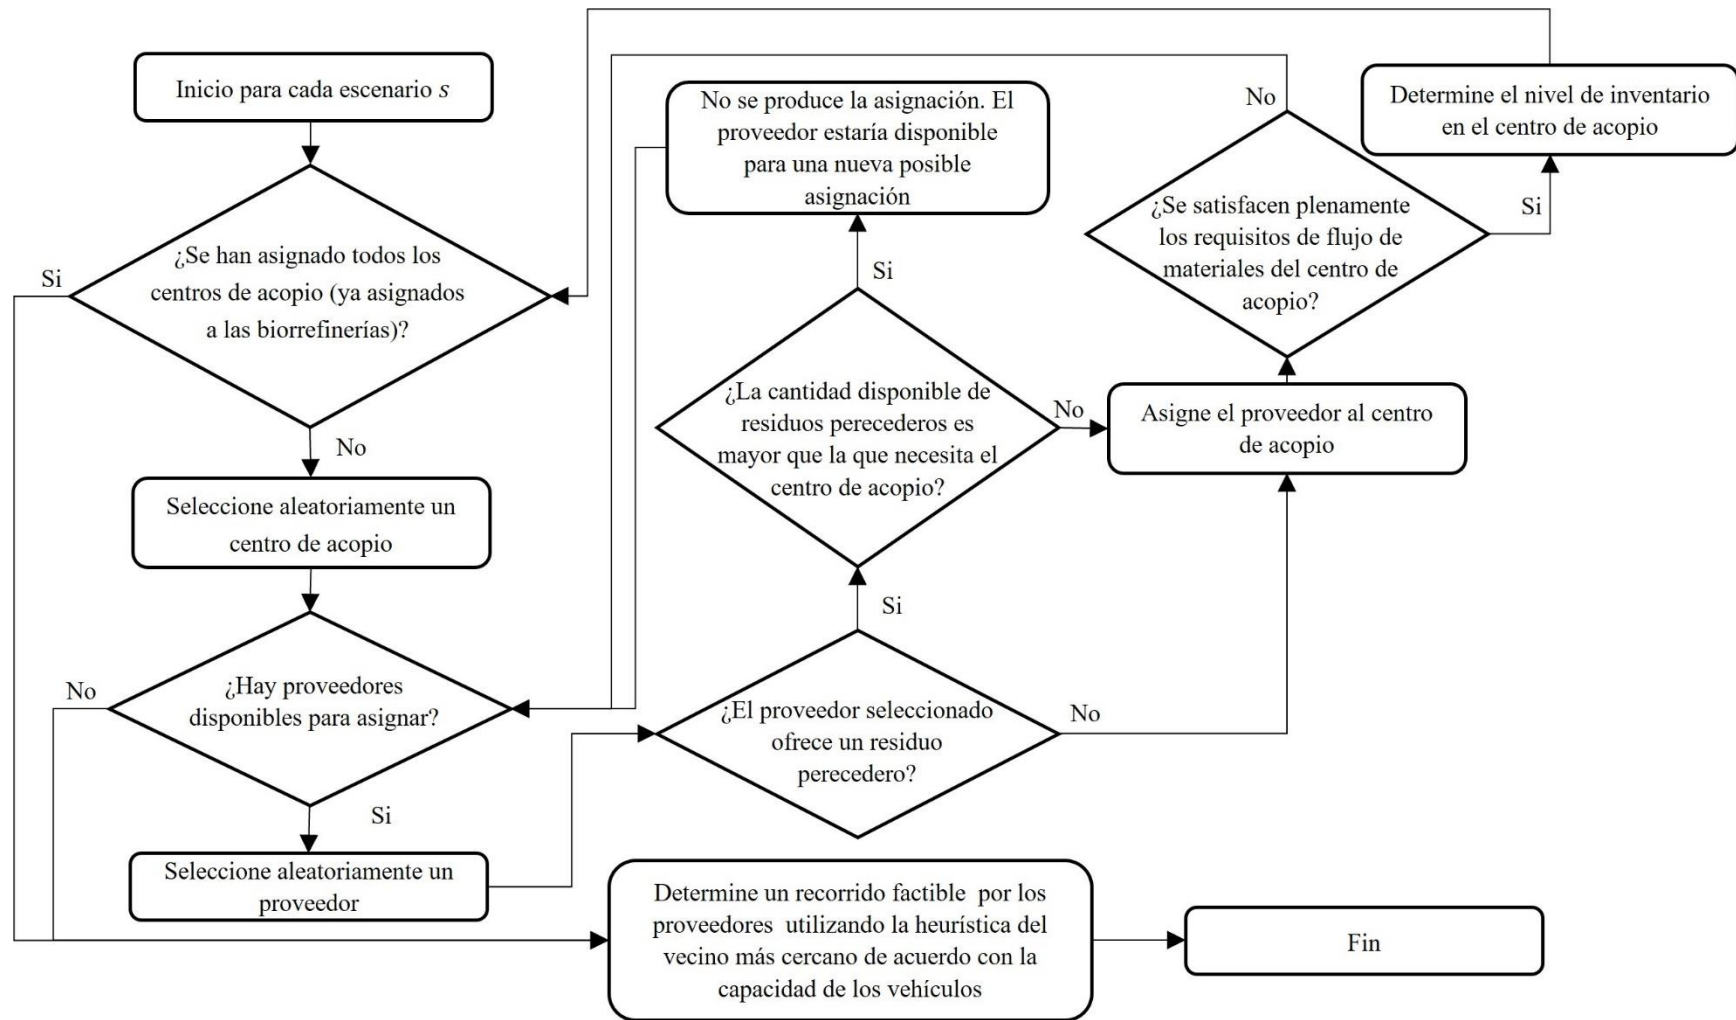 Inicio para cada escenario s
¿Se han asignado todos los
centros de acopio (ya asignados
a las biorrefinerías)?
Si
No
Seleccione aleatoriamente un
centro de acopio
¿Hay proveedores
disponibles para asignar?
No
Si
Seleccione aleatoriamente un
proveedor
No se produce la asignación. El
proveedor estaría disponible
para una nueva posible
asignación
Si
¿La cantidad disponible de
residuos perecederos es
mayor que la que necesita el
centro de acopio?
No
Si
¿El proveedor seleccionado
ofrece un residuo
perecedero?
No
Determine un recorrido factible por los
proveedores utilizando la heurística del
vecino más cercano de acuerdo con la
capacidad de los vehículos
No
¿Se satisfacen plenamente
los requisitos de flujo de
materiales del centro de
acopio?
Si
Determine el nivel de inventario
en el centro de acopio
Asigne el proveedor al centro
de acopio
Fin